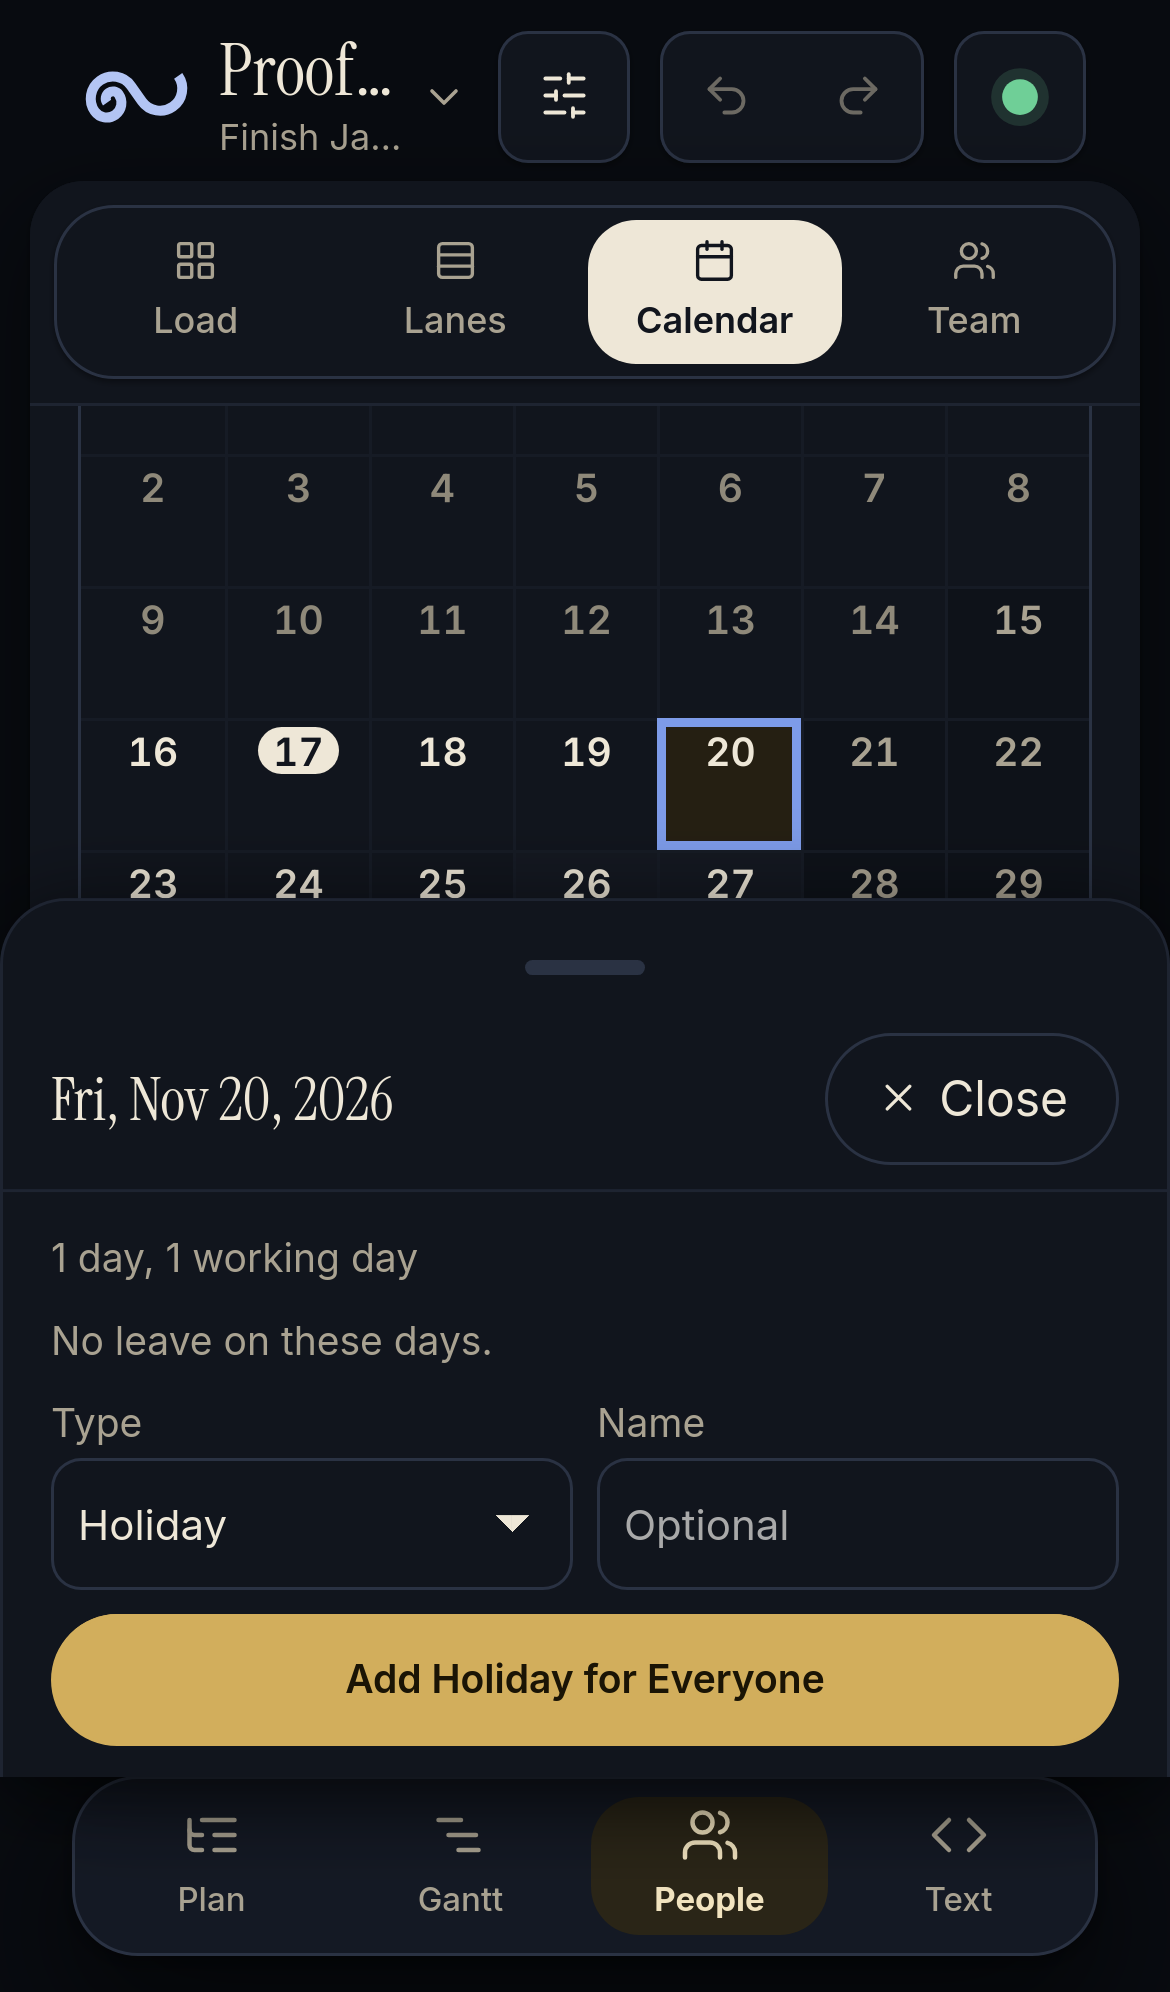 Proof...
Finish Ja...
Load
Lanes
Calendar
Team
2 3 4 5 6 7 8
9 10 11 12 13 14 15
16 17 18 19 20 21 22
23 24 25 26 27 28 29
Fri, Nov 20, 2026
Close
1 day, 1 working day
No leave on these days.
Type
Name
Holiday
Optional
Add Holiday for Everyone
Plan
Gantt
People
Text